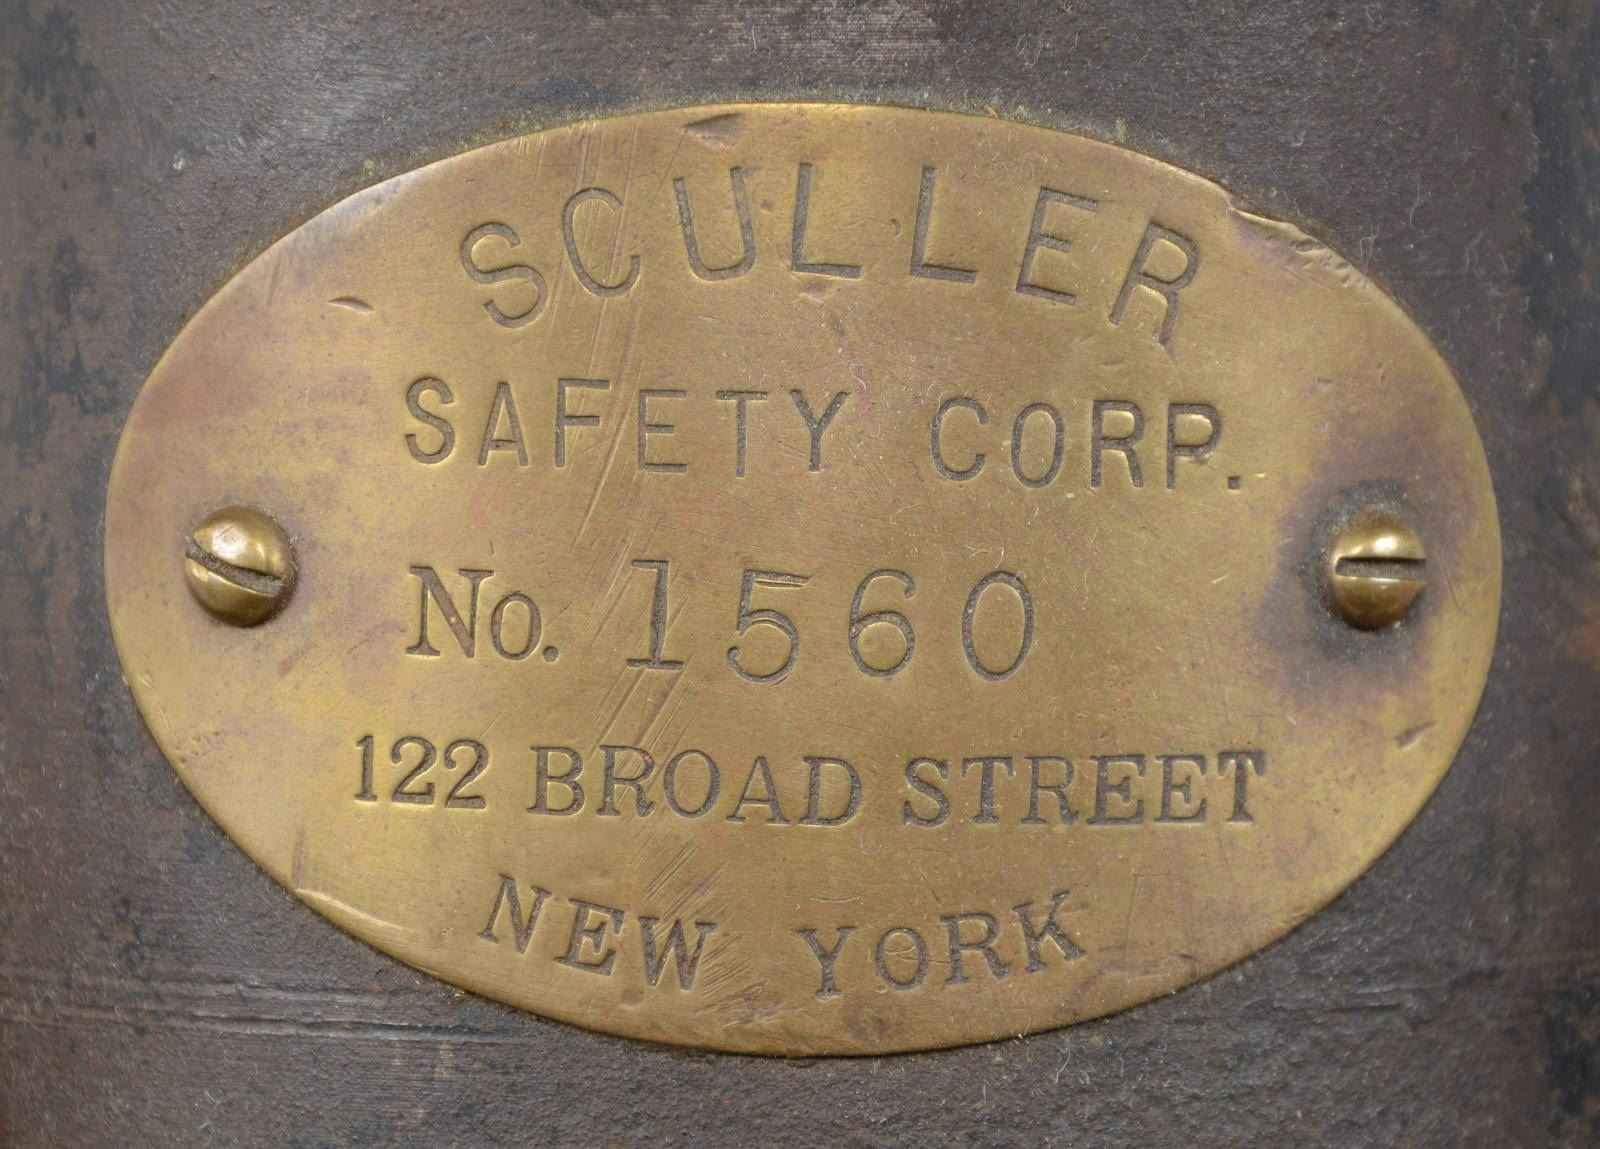 SCULLER
SAFETY CORP.
No. 1560
122 BROAD STREET
NEW YORK